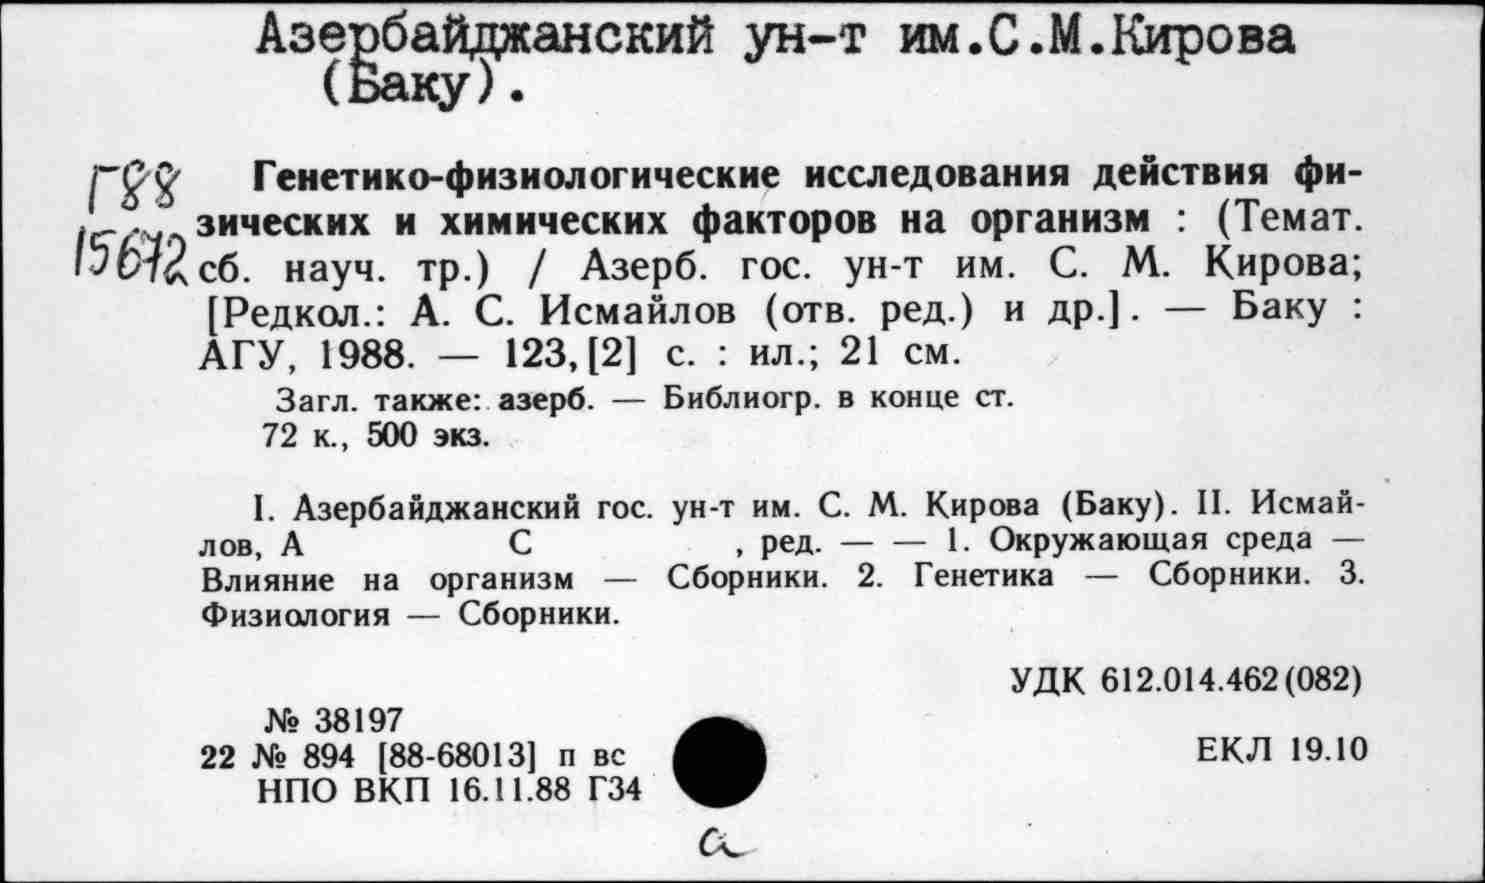 Азербайджанский ун-т им.С.М.Кирова
(Баку).
Г88
15672
Генетико-физиологические исследования действия фи-
зических и химических факторов на организм : (Темат.
сб. науч. тр.) / Азерб. гос. ун-т им. С. М. Кирова;
[Редкол.: А. С. Исмайлов (отв. ред.) и др.]. — Баку :
АГУ, 1988. — 123, [2] с. : ил.; 21 см.
Загл. также: азерб. — Библиогр. в конце ст.
72 к., 500 экз.
I. Азербайджанский гос. ун-т им. С. М. Кирова (Баку). II. Исмай-
лов, А С , ред. — — 1. Окружающая среда —
Влияние на организм — Сборники. 2. Генетика — Сборники. 3.
Физиология — Сборники.
УДК 612.014.462(082)
№ 38197
22 № 894 [88-68013] п вс
ЕКЛ 19.10
НПО ВКП 16.11.88 Г34
а